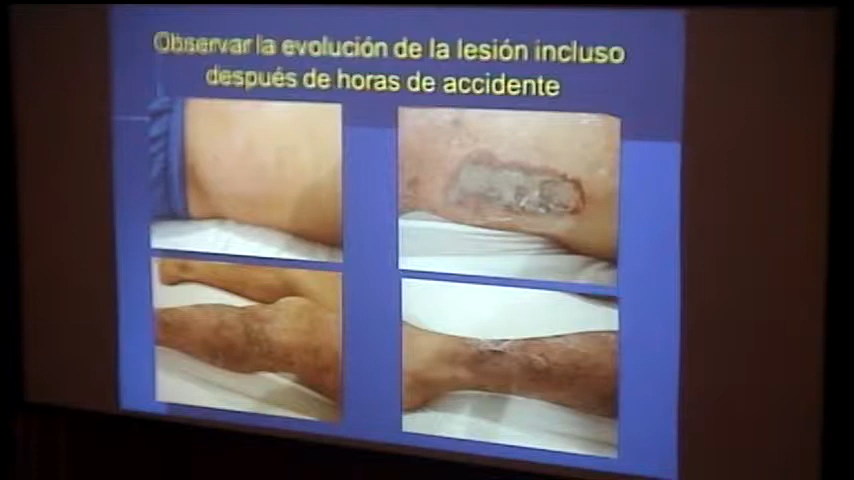 Observar la evolución de la lesión incluso
después de horas de accidente